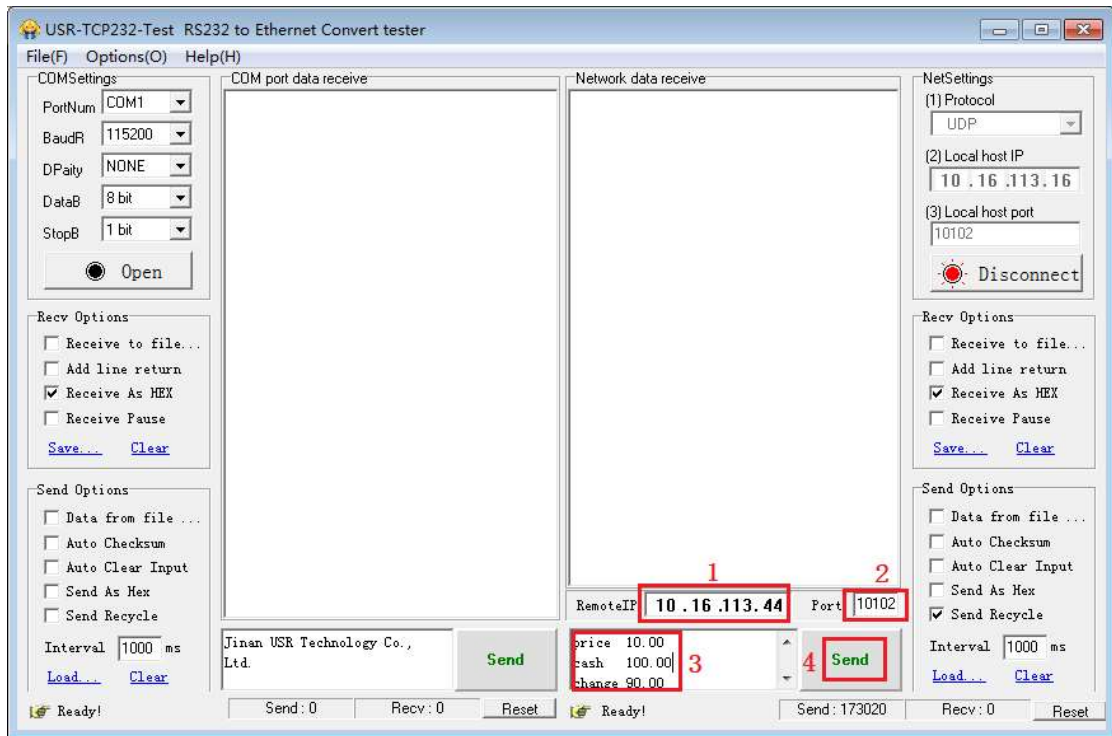 USR-TCP232-Test RS232 to Ethernet Convert tester
File(F) Options(O) Help(H)
COMSettings
PortNum COM1
BaudR 115200
DPaity NONE
DataB 8 bit
StopB 1 bit
Open
Recv Options
Receive to file...
Add line return
Receive As HEX
Receive Pause
Save... Clear
Send Options
Data from file ...
Auto Checksum
Auto Clear Input
Send As Hex
Send Recycle
Interval 1000 ms
Load... Clear
COM port data receive
Jinan USR Technology Co.,
Ltd.
Send
Network data receive
1
2
RemoteIP 10 . 16 .113. 44 Port 10102
price 10.00
cash 100.00
change 90.00
3
4
Send
NetSettings
(1) Protocol
UDP
(2) Local host IP
10 . 16 .113. 16
(3) Local host port
10102
Disconnect
Recv Options
Receive to file...
Add line return
Receive As HEX
Receive Pause
Save... Clear
Send Options
Data from file ...
Auto Checksum
Auto Clear Input
Send As Hex
Send Recycle
Interval 1000 ms
Load... Clear
Ready! Send : 0 Recv : 0 Reset
Ready! Send : 173020 Recv : 0 Reset